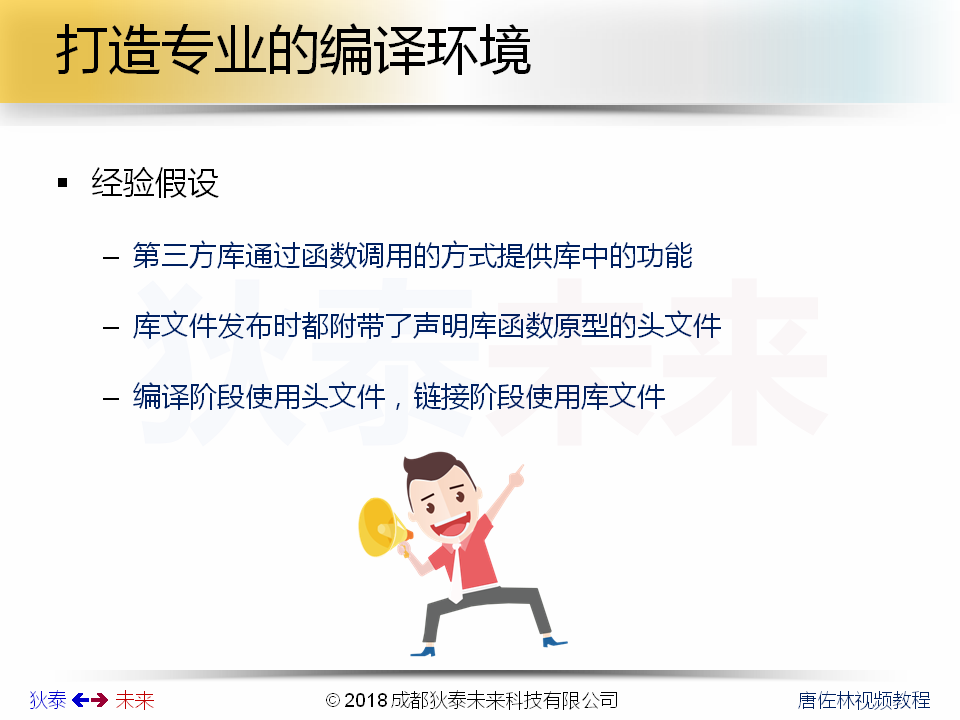 打造专业的编译环境
▪ 经验假设
– 第三方库通过函数调用的方式提供库中的功能
– 库文件发布时都附带了声明库函数原型的头文件
– 编译阶段使用头文件，链接阶段使用库文件
狄泰未来
狄泰 未来 © 2018 成都狄泰未来科技有限公司 唐佐林视频教程